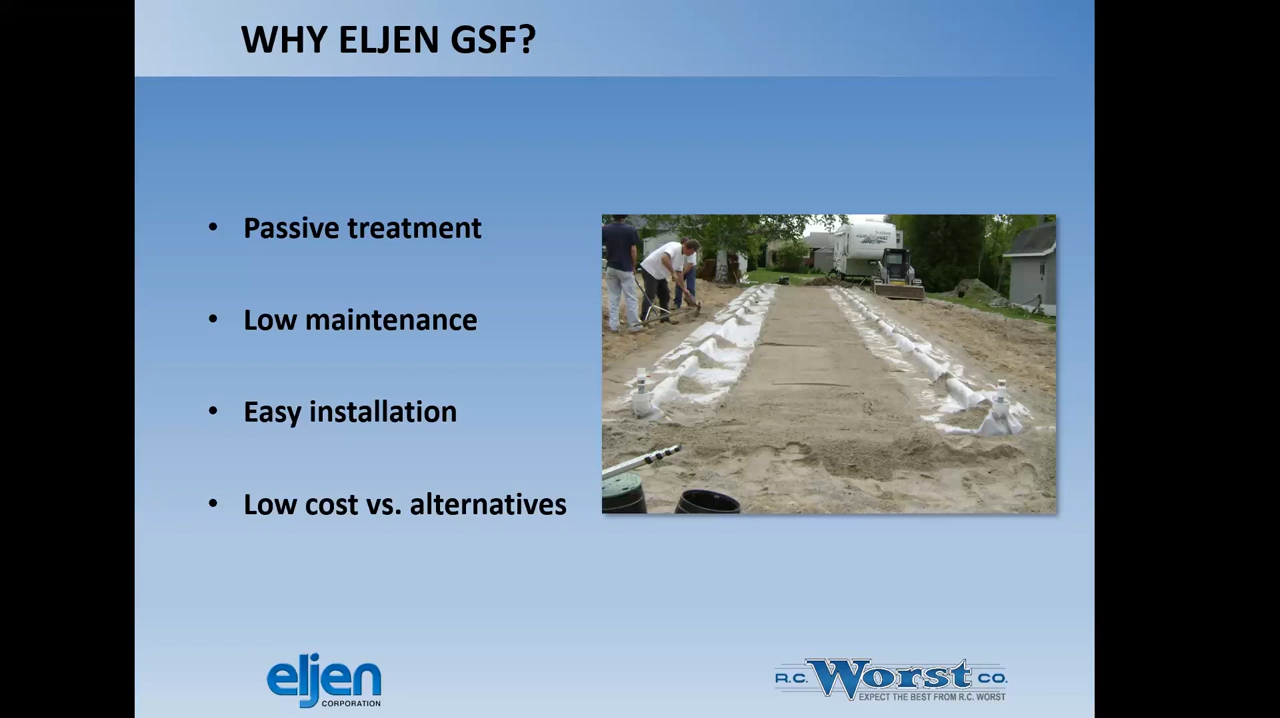 WHY ELJEN GSF?
• Passive treatment
• Low maintenance
• Easy installation
• Low cost vs. alternatives
eljen
CORPORATION
R.C. Worst CO.
EXPECT THE BEST FROM R.C. WORST